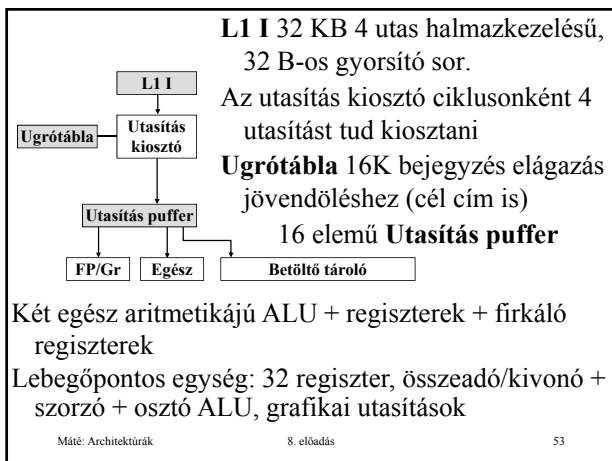 L1 I 32 KB 4 utas halmazkezelésű,
32 B-os gyorsító sor.
Az utasítás kiosztó ciklusonként 4
utasítást tud kiosztani
Ugrótábla 16K bejegyzés elágazás
jövendöléshez (cél cím is)
16 elemű Utasítás puffer
L1 I
Ugrótábla
Utasítás
kiosztó
Utasítás puffer
FP/Gr
Egész
Betöltő tároló
Két egész aritmetikájú ALU + regiszterek + firkáló
regiszterek
Lebegőpontos egység: 32 regiszter, összeadó/kivonó +
szorzó + osztó ALU, grafikai utasítások
Máté: Architektúrák
8. előadás
53